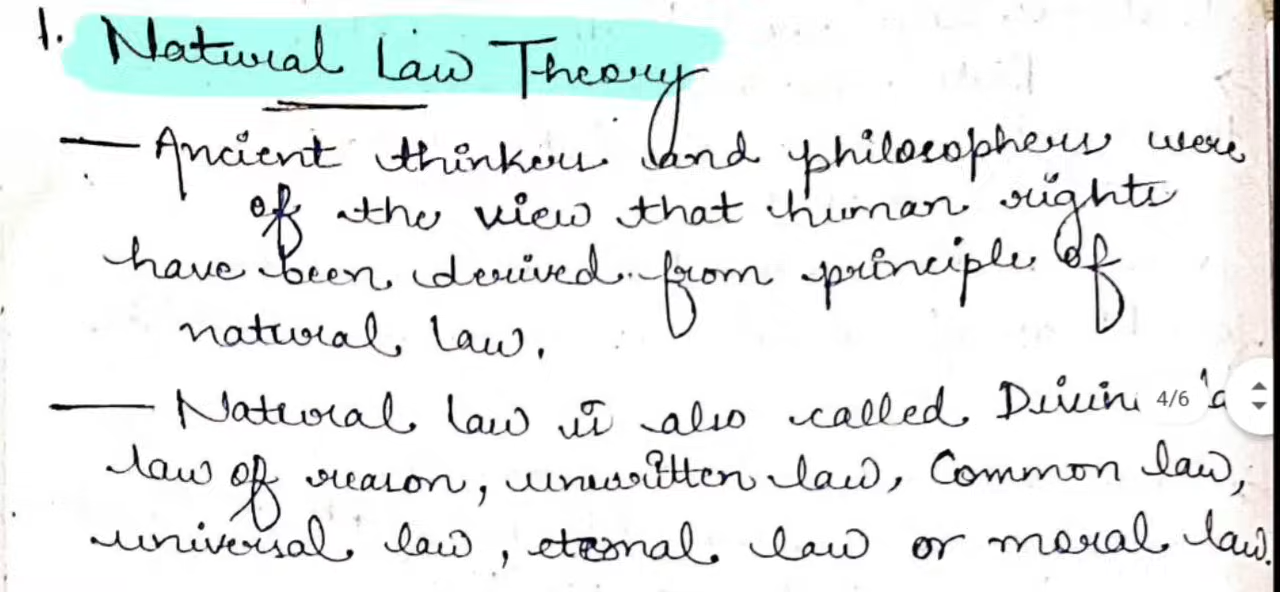 1. Natural Law Theory
— Ancient thinkers and philosophers were
of the view that human rights
have been derived from principle of
natural law.
— Natural law is also called 4/6
law of reason, unwritten law, Common law,
universal law, eternal law or moral law.